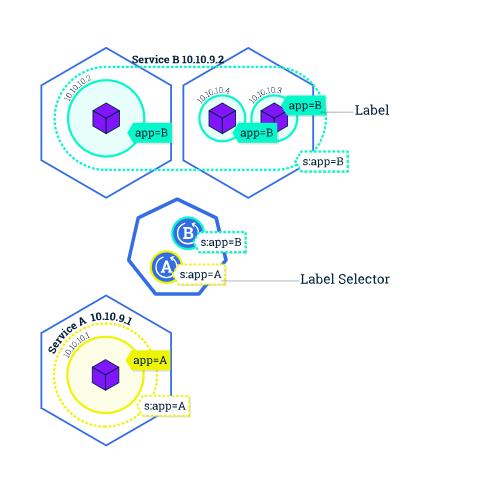 Service B 10.10.9.2
10.10.10.2
10.10.10.4
10.10.10.3
app=B
app=B
app=B
Label
s:app=B
B
s:app=B
A
s:app=A
Label Selector
Service A 10.10.9.1
10.10.10.1
app=A
s:app=A